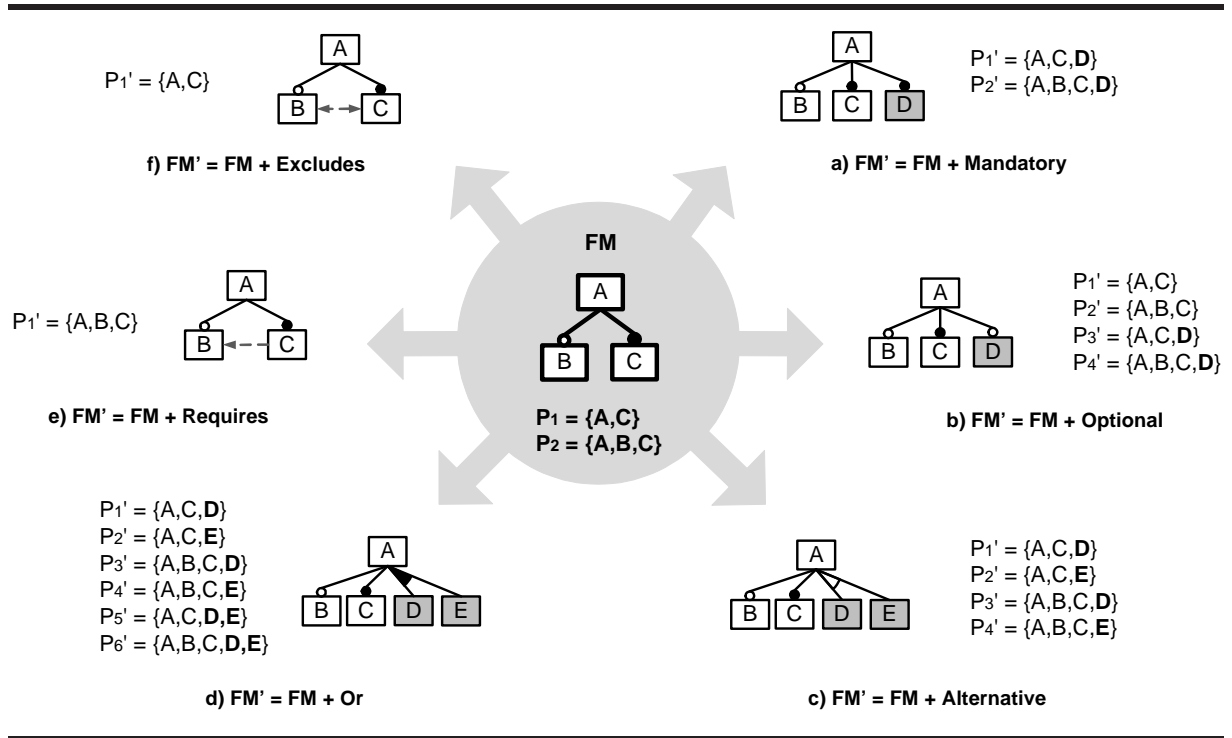 A
B
C
P1' = {A,C}
f) FM' = FM + Excludes
A
B
C
D
P1' = {A,C,D}
P2' = {A,B,C,D}
a) FM' = FM + Mandatory
FM
A
B
C
P1 = {A,C}
P2 = {A,B,C}
P1' = {A,B,C}
A
B
C
e) FM' = FM + Requires
A
B
C
D
P1' = {A,C}
P2' = {A,B,C}
P3' = {A,C,D}
P4' = {A,B,C,D}
b) FM' = FM + Optional
P1' = {A,C,D}
P2' = {A,C,E}
P3' = {A,B,C,D}
P4' = {A,B,C,E}
P5' = {A,C,D,E}
P6' = {A,B,C,D,E}
A
B
C
D
E
d) FM' = FM + Or
A
B
C
D
E
P1' = {A,C,D}
P2' = {A,C,E}
P3' = {A,B,C,D}
P4' = {A,B,C,E}
c) FM' = FM + Alternative